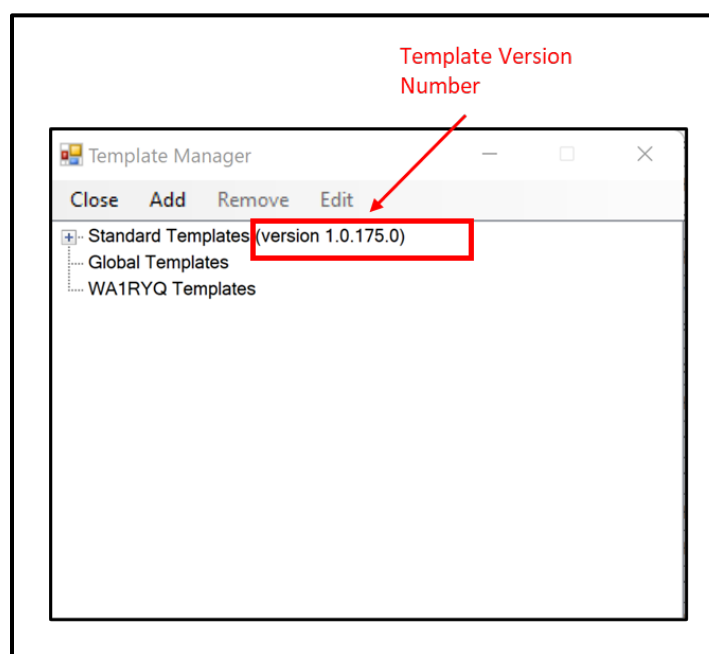 Template Version
Number
Template Manager
Close Add Remove Edit
Standard Templates (version 1.0.175.0)
Global Templates
WA1RYQ Templates